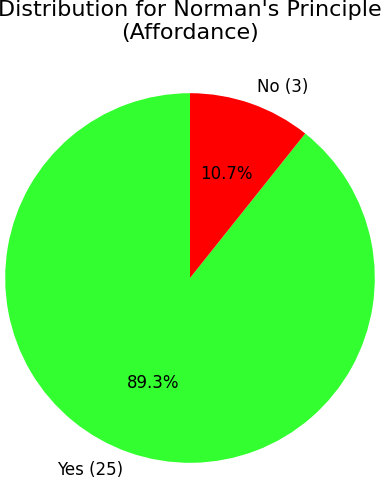 Distribution for Norman's Principle
(Affordance)
No (3)
10.7%
89.3%
Yes (25)